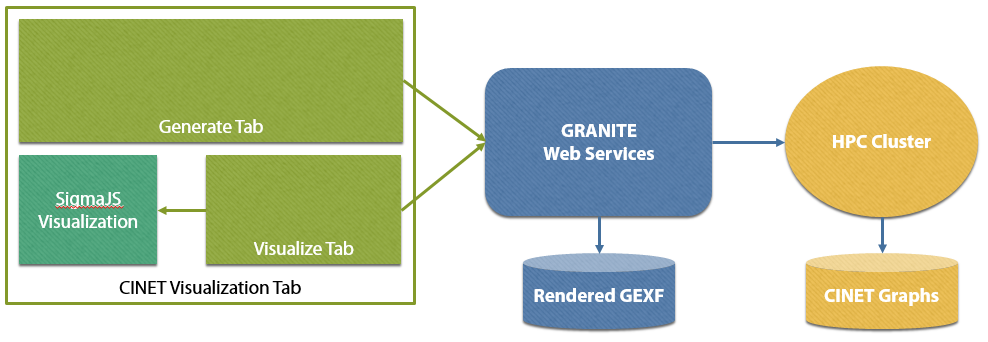 Generate Tab
SigmaJS
Visualization
Visualize Tab
CINET Visualization Tab
GRANITE
Web Services
Rendered GEXF
HPC Cluster
CINET Graphs